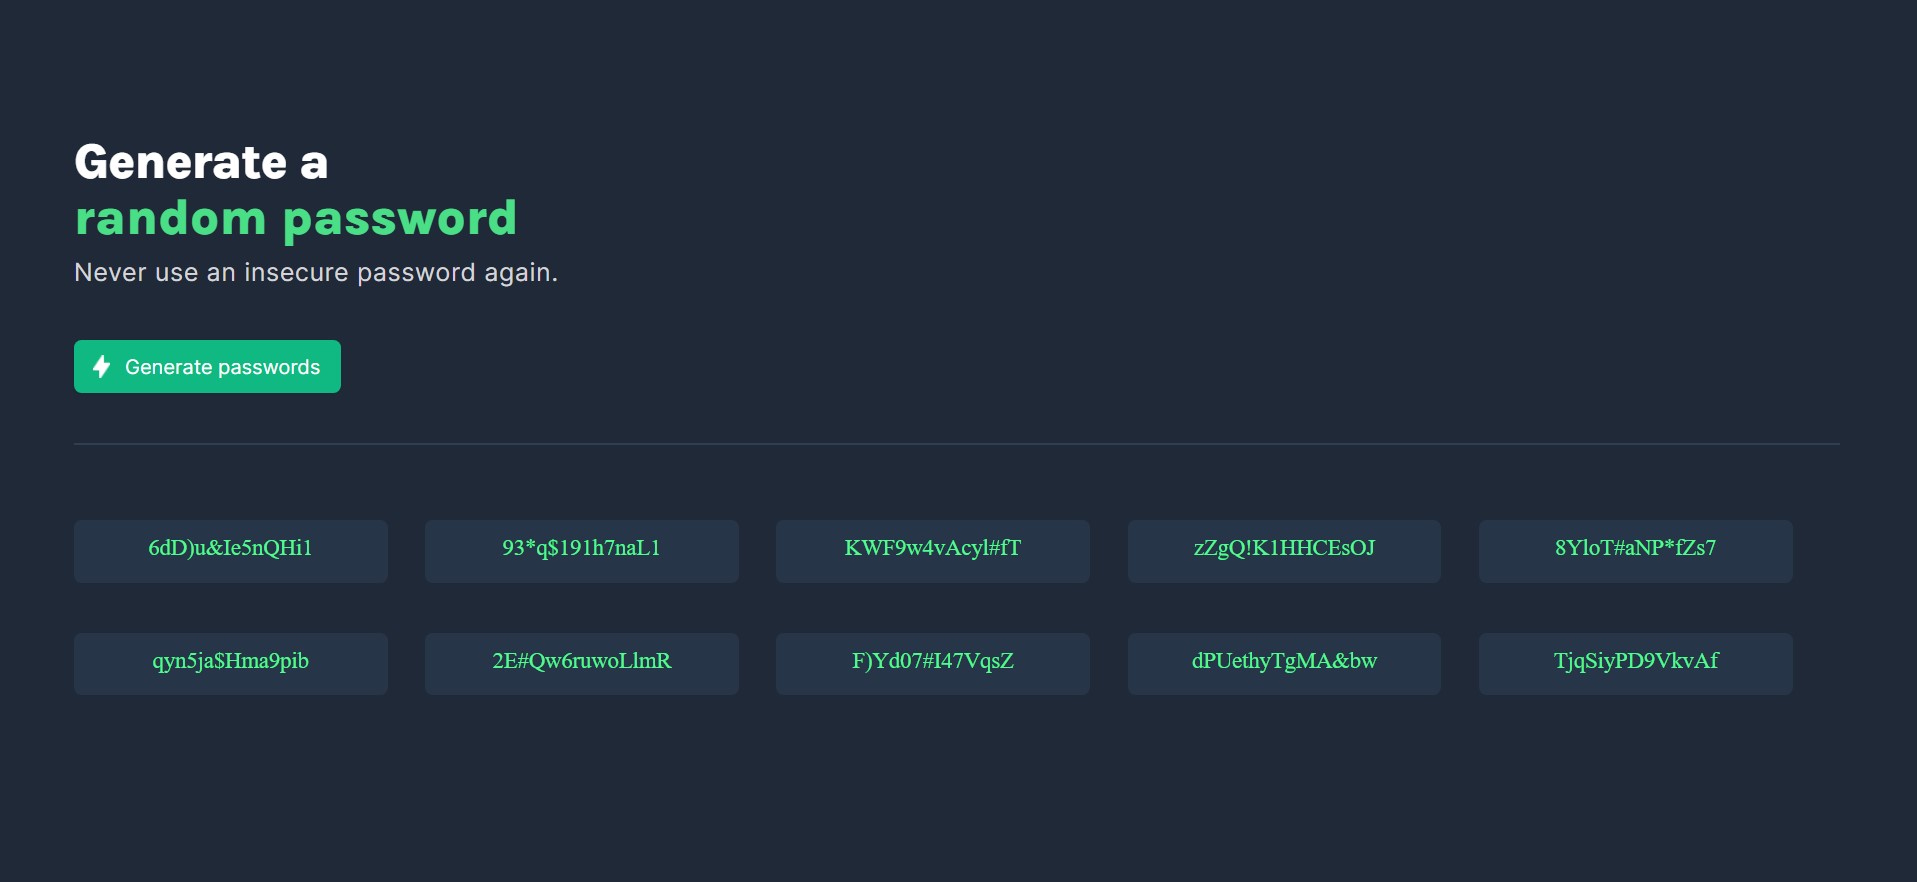 Generate a
random password
Never use an insecure password again.
Generate passwords
6dD)u&Ie5nQHi1
93*q$191h7naL1
KWF9w4vAcyl#fT
zZgQ!K1HHCEsOJ
8YloT#aNP*fZs7
qyn5ja$Hma9pib
2E#Qw6ruwoLlmR
F)Yd07#I47VqsZ
dPUethyTgMA&bw
TjqSiyPD9VkvAf